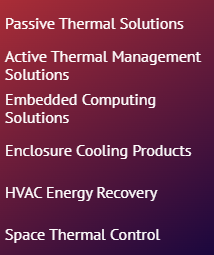 Passive Thermal Solutions
Active Thermal Management
Solutions
Embedded Computing
Solutions
Enclosure Cooling Products
HVAC Energy Recovery
Space Thermal Control